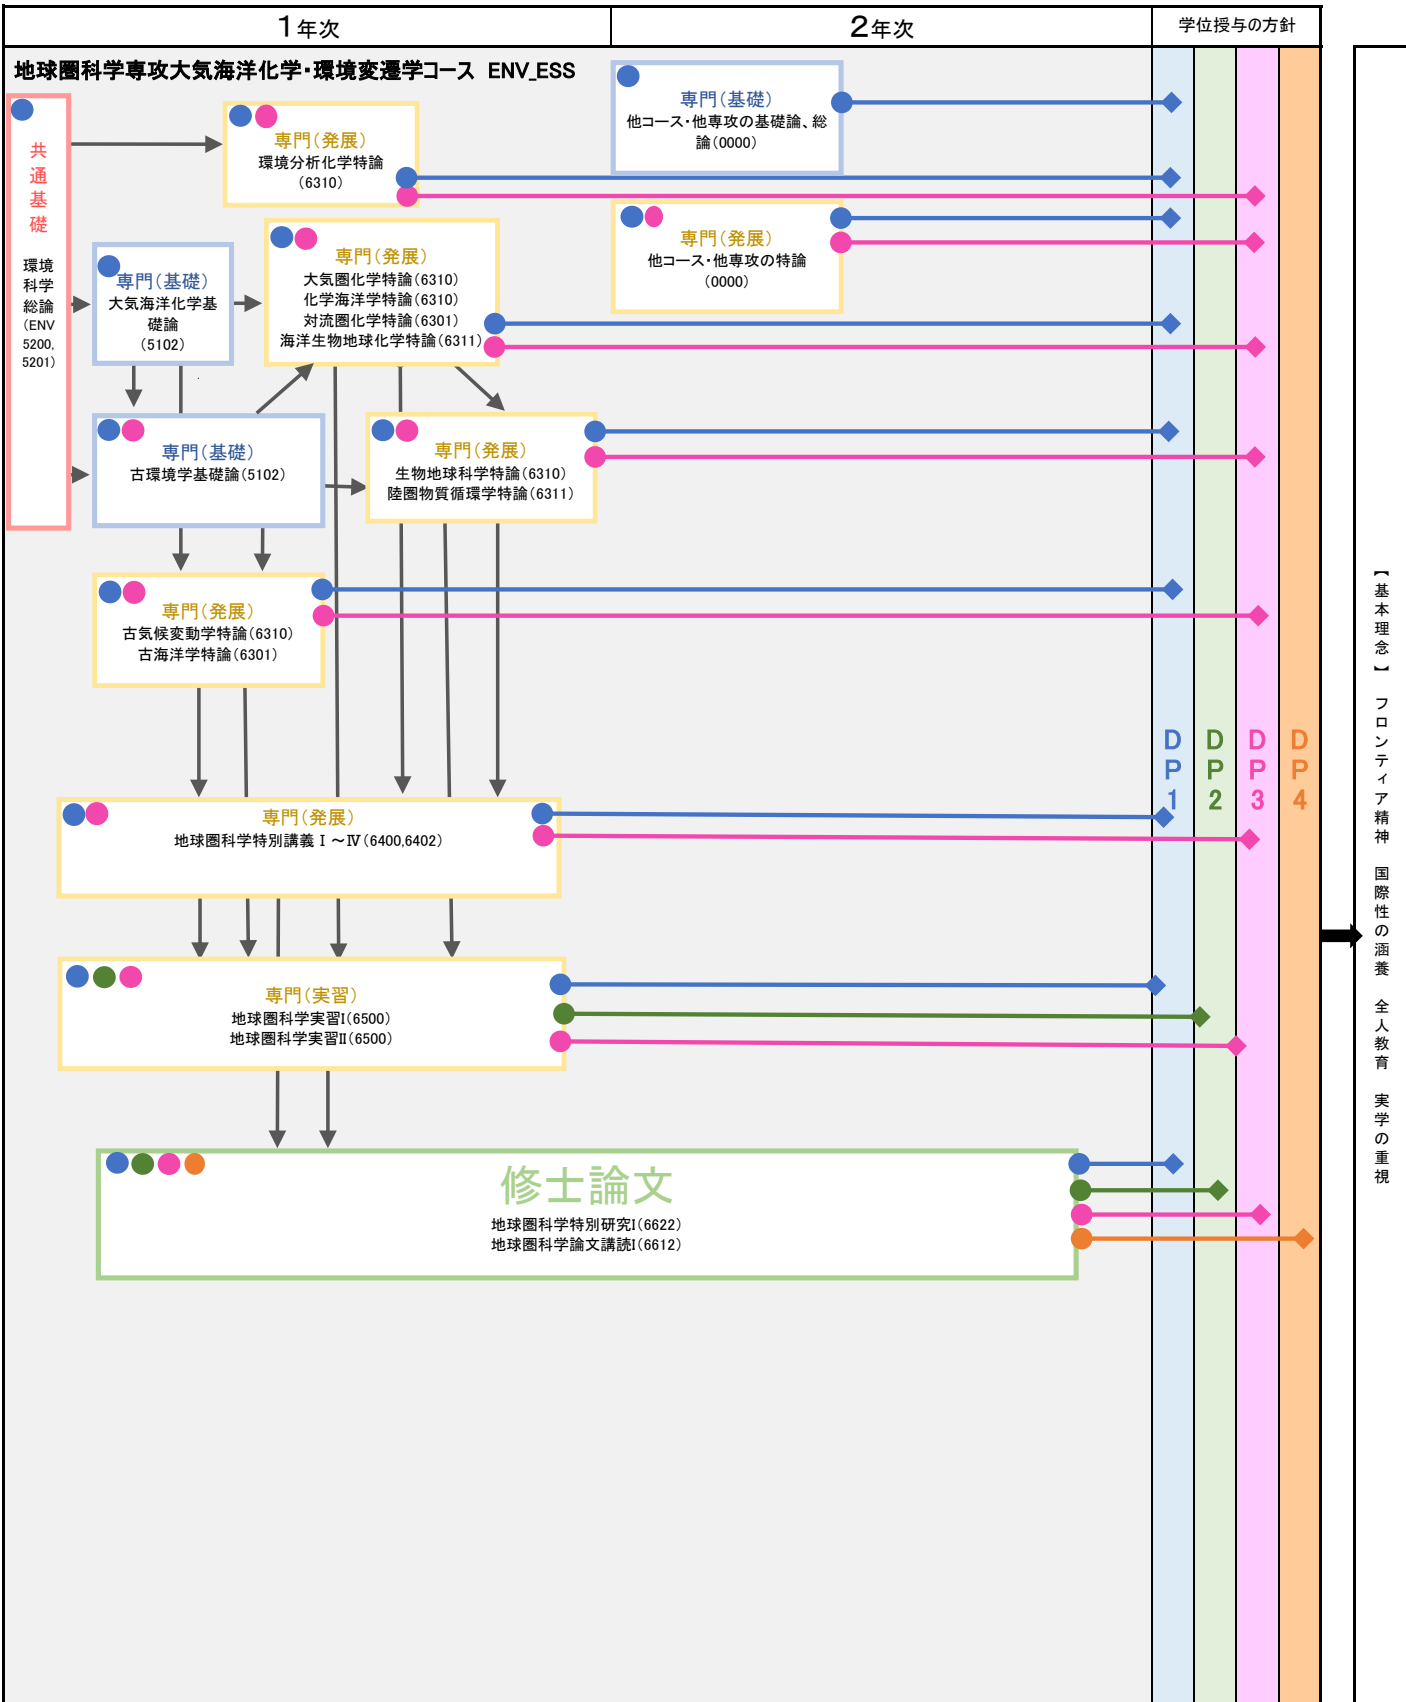 1年次
2年次
学位授与の方針
地球圏科学専攻大気海洋化学・環境変遷学コース ENV_ESS
共通基礎
環境
科学
総論
(ENV
5200,
5201)
専門(発展)
環境分析化学特論
(6310)
専門(基礎)
他コース・他専攻の基礎論、総
論(0000)
専門(基礎)
大気海洋化学基
礎論
(5102)
専門(発展)
大気圏化学特論(6310)
化学海洋学特論(6310)
対流圏化学特論(6301)
海洋生物地球化学特論(6311)
専門(発展)
他コース・他専攻の特論
(0000)
専門(基礎)
古環境学基礎論(5102)
専門(発展)
生物地球科学特論(6310)
陸圏物質循環学特論(6311)
専門(発展)
古気候変動学特論(6310)
古海洋学特論(6301)
専門(発展)
地球圏科学特別講義Ⅰ～Ⅳ(6400,6402)
専門(実習)
地球圏科学実習I(6500)
地球圏科学実習II(6500)
修士論文
地球圏科学特別研究I(6622)
地球圏科学論文講読I(6612)
DP1
DP2
DP3
DP4
【基本理念】 フロンティア精神 国際性の涵養 全人教育 実学の重視